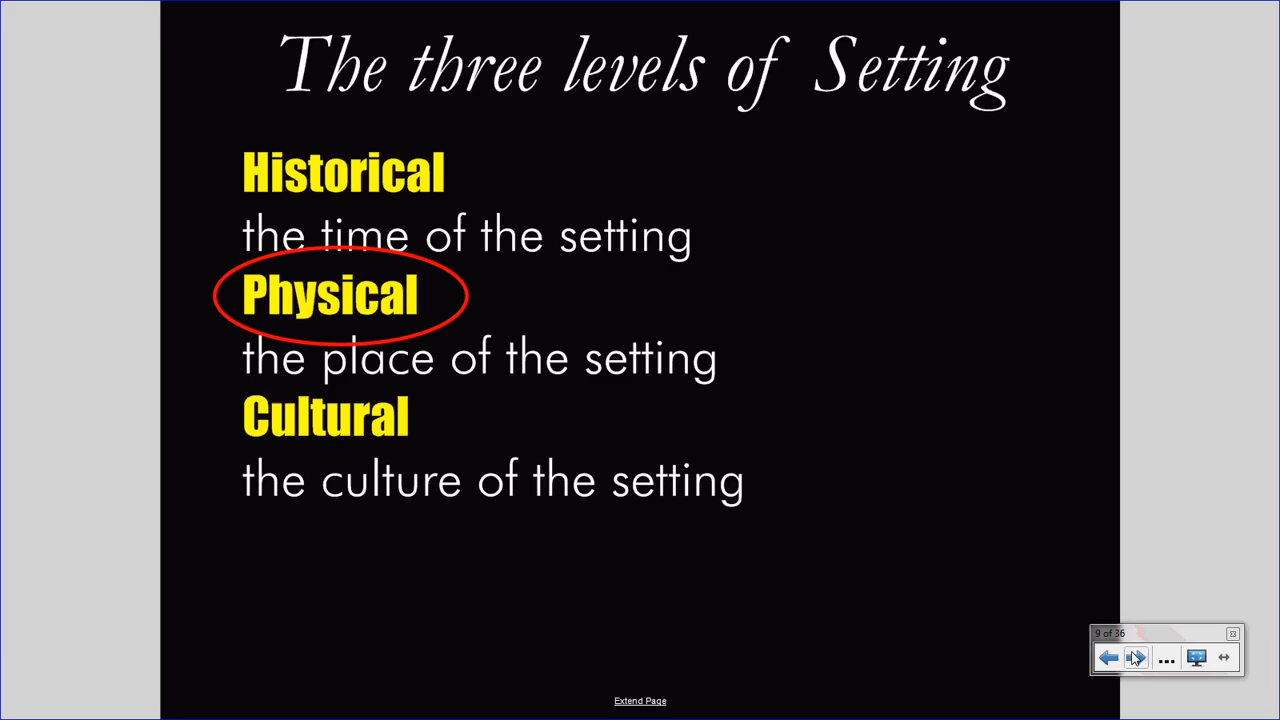 The three levels of Setting
Historical
the time of the setting
Physical
the place of the setting
Cultural
the culture of the setting
9 of 36
...
Extend Page